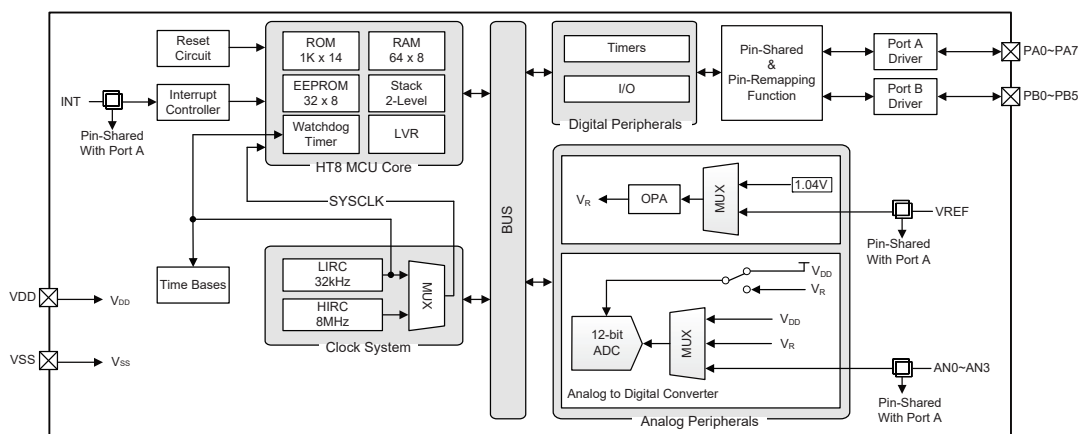 Reset
Circuit
INT
Interrupt
Controller
Pin-Shared
With Port A
ROM
1K x 14
RAM
64 x 8
EEPROM
32 x 8
Stack
2-Level
Watchdog
Timer
LVR
HT8 MCU Core
SYSCLK
Time Bases
LIRC
32kHz
HIRC
8MHz
MUX
Clock System
VDD
VDD
VSS
VSS
BUS
Timers
I/O
Digital Peripherals
Pin-Shared
&
Pin-Remapping
Function
Port A
Driver
Port B
Driver
PA0~PA7
PB0~PB5
VR
OPA
MUX
1.04V
VREF
Pin-Shared
With Port A
VDD
VR
12-bit
ADC
MUX
VDD
VR
AN0~AN3
Pin-Shared
With Port A
Analog to Digital Converter
Analog Peripherals